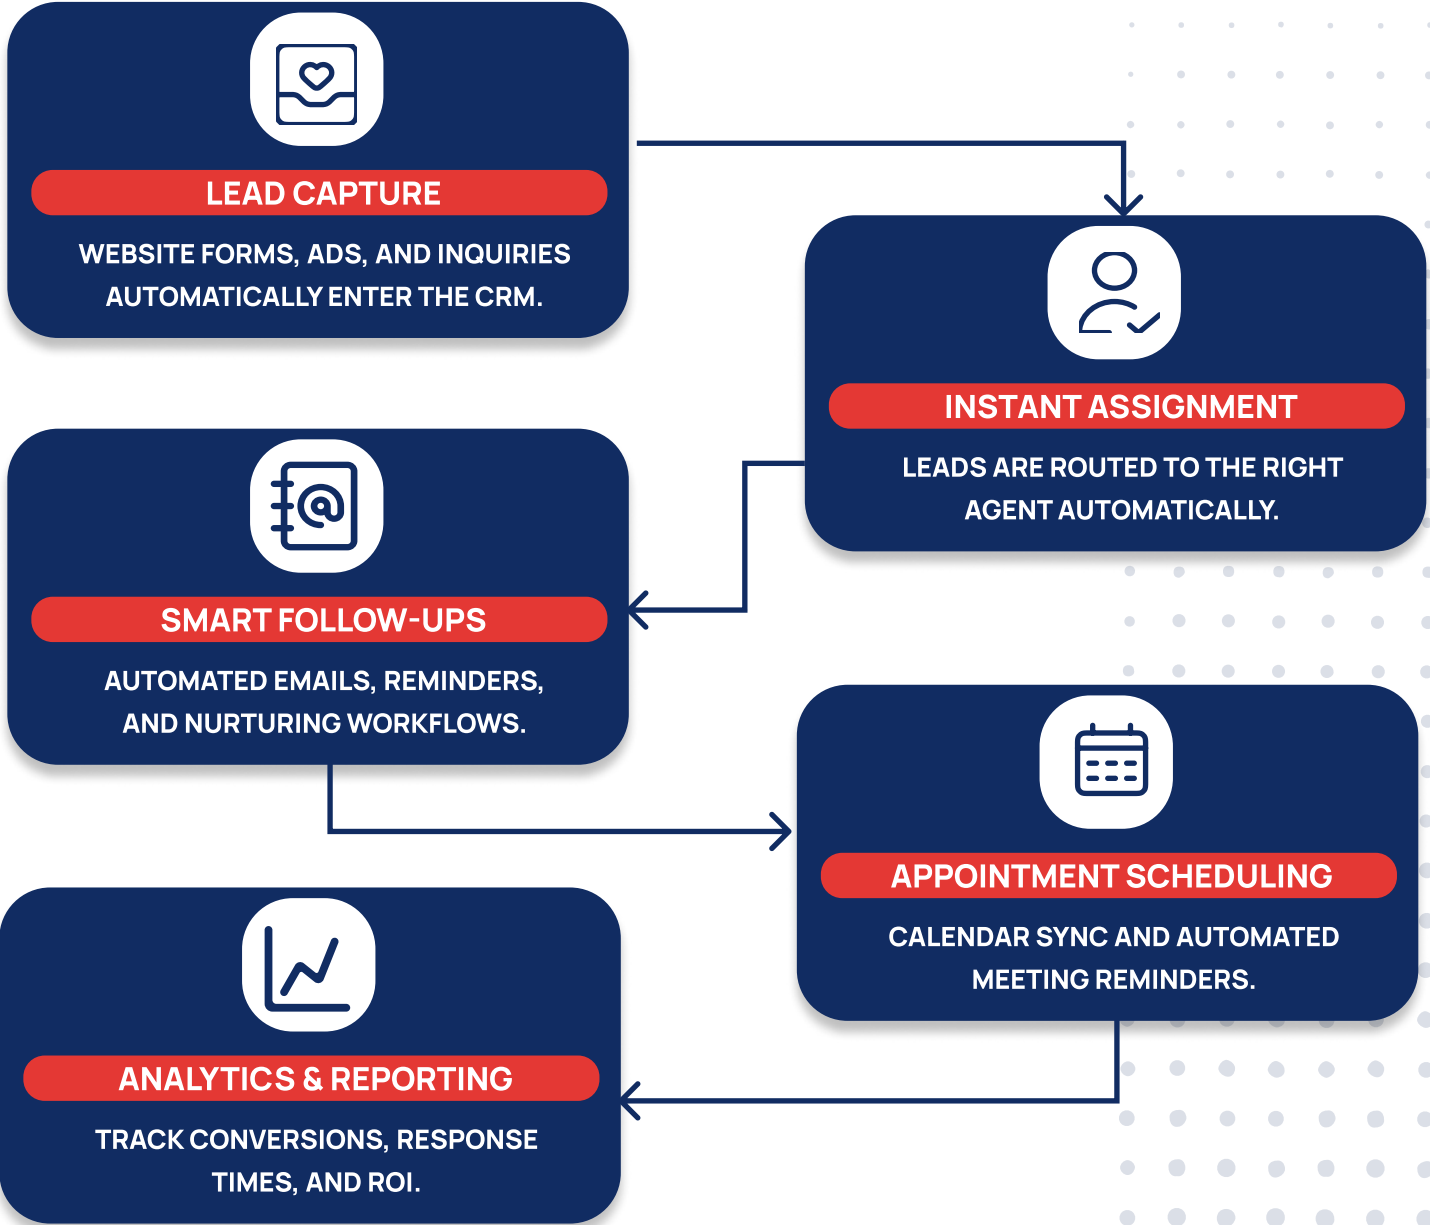 LEAD CAPTURE
WEBSITE FORMS, ADS, AND INQUIRIES
AUTOMATICALLY ENTER THE CRM.
INSTANT ASSIGNMENT
LEADS ARE ROUTED TO THE RIGHT
AGENT AUTOMATICALLY.
SMART FOLLOW-UPS
AUTOMATED EMAILS, REMINDERS,
AND NURTURING WORKFLOWS.
APPOINTMENT SCHEDULING
CALENDAR SYNC AND AUTOMATED
MEETING REMINDERS.
ANALYTICS & REPORTING
TRACK CONVERSIONS, RESPONSE
TIMES, AND ROI.